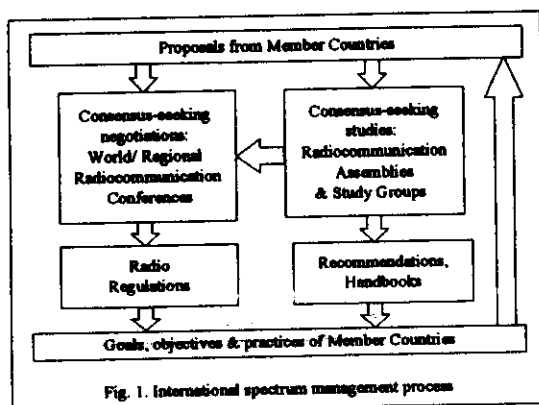 Proposals from Member Countries
Consensus-seeking
negotiations:
World/ Regional
Radiocommunication
Conferences
Consensus-seeking
studies:
Radiocommunication
Assemblies
& Study Groups
Radio
Regulations
Recommendations,
Handbooks
Goals, objectives & practices of Member Countries
Fig. 1. International spectrum management process